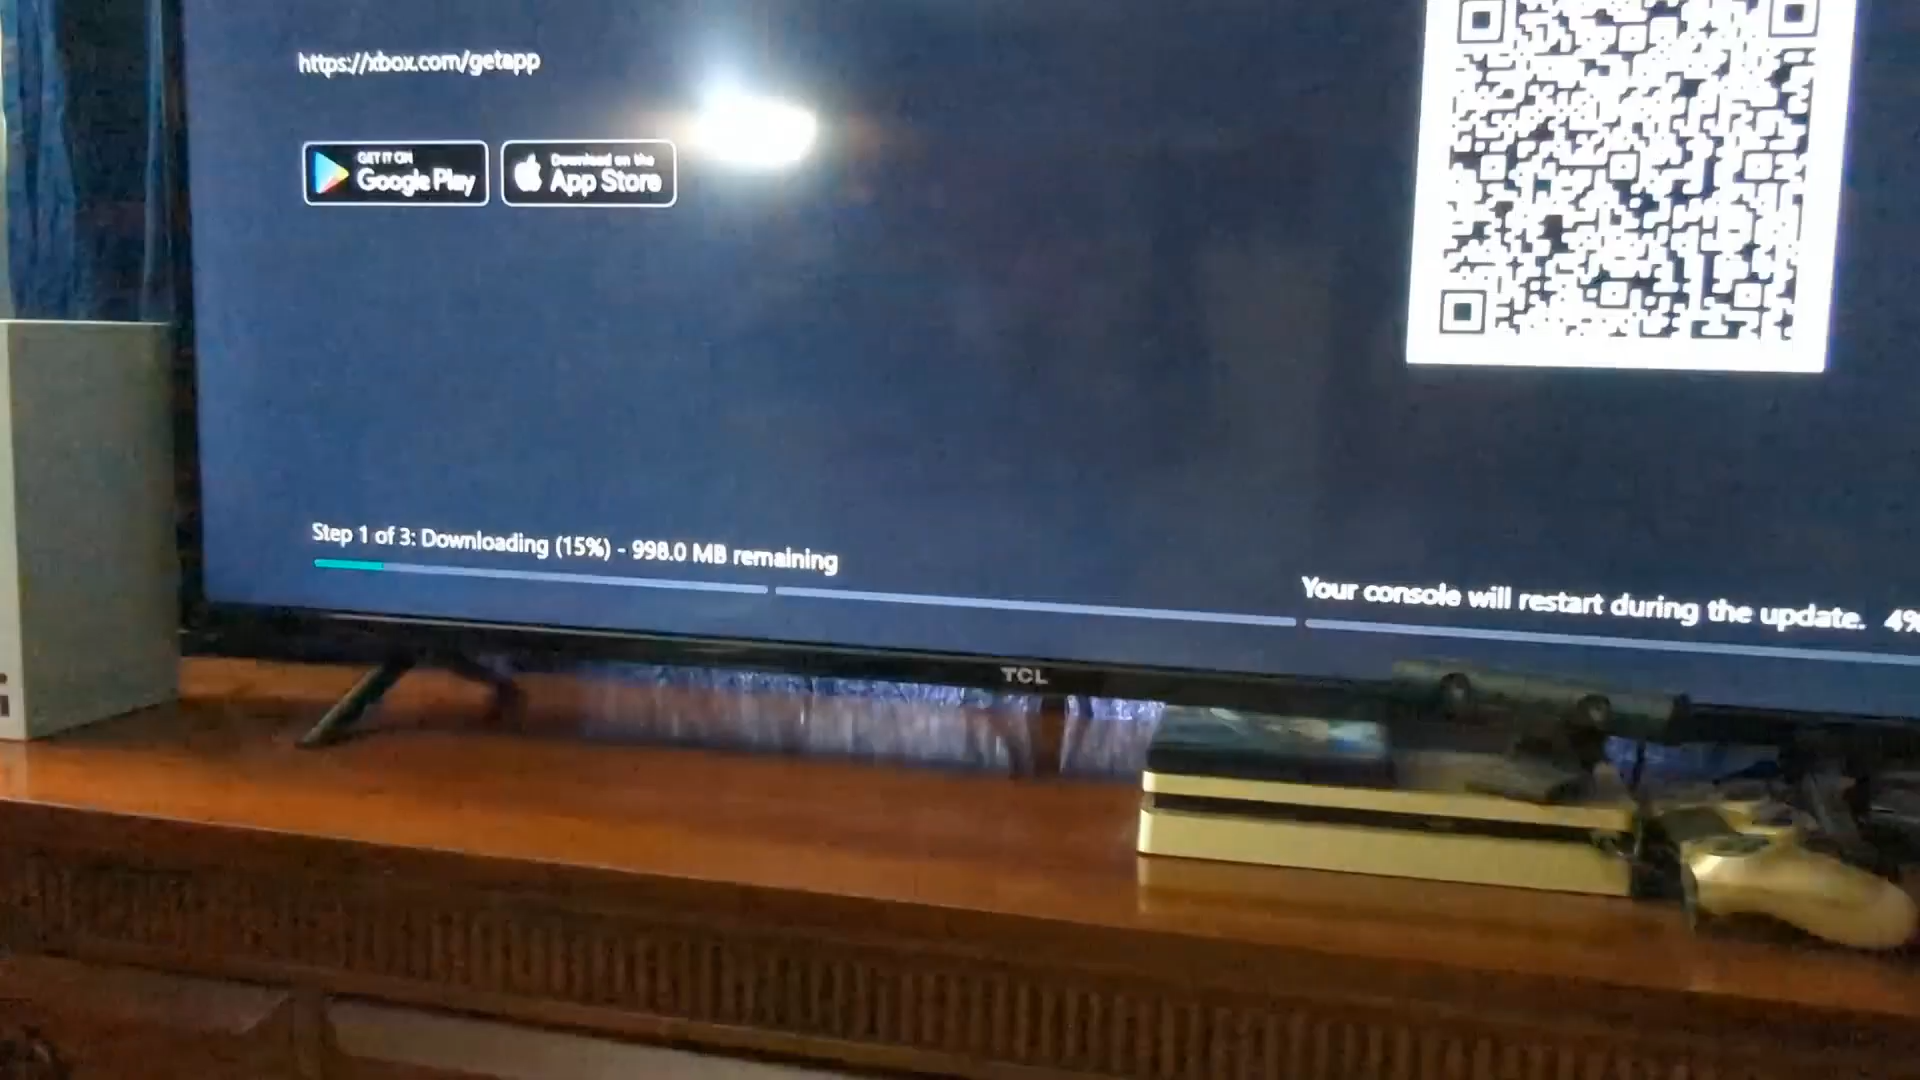 https://xbox.com/getapp
GET IT ON
Google Play
Download on the
App Store
Step 1 of 3: Downloading (15%) - 998.0 MB remaining
Your console will restart during the update. 4%
TCL